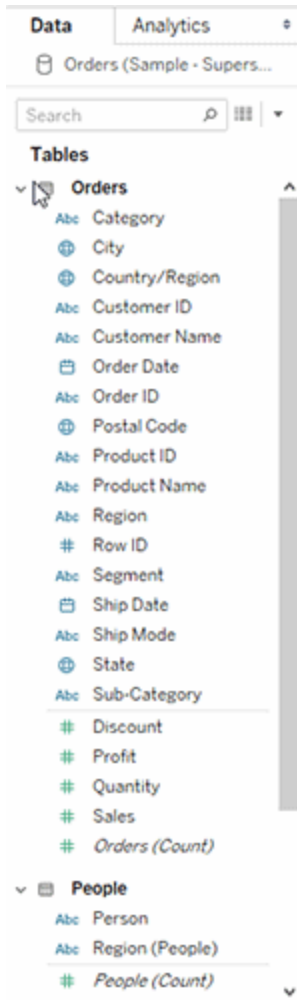 Data Analytics
Orders (Sample - Supers...
Search
Tables
Orders
Abc Category
City
Country/Region
Abc Customer ID
Abc Customer Name
Order Date
Abc Order ID
Postal Code
Abc Product ID
Abc Product Name
Abc Region
# Row ID
Abc Segment
Ship Date
Abc Ship Mode
State
Abc Sub-Category
# Discount
# Profit
# Quantity
# Sales
# Orders (Count)
People
Abc Person
Abc Region (People)
# People (Count)